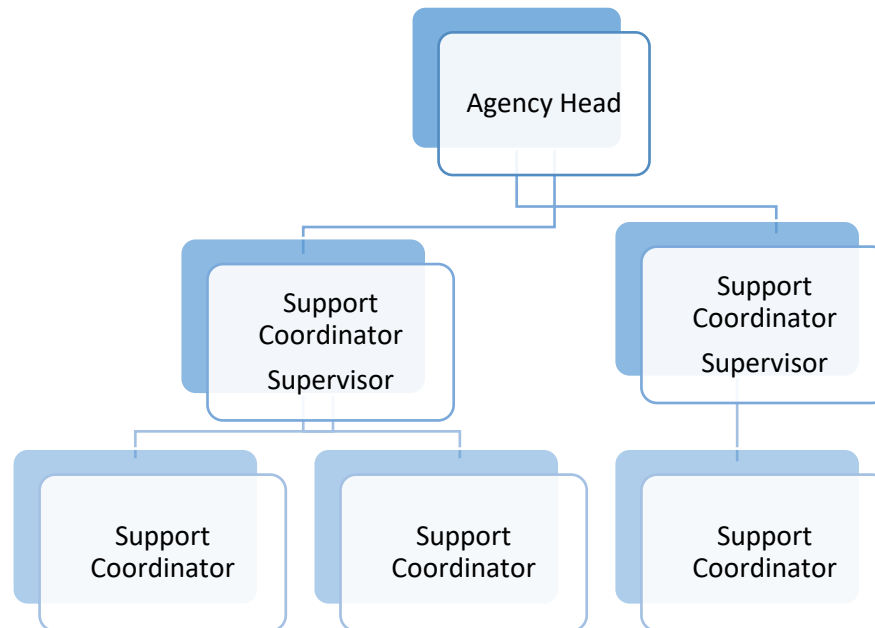 Agency Head
Support
Coordinator
Supervisor
Support
Coordinator
Supervisor
Support
Coordinator
Support
Coordinator
Support
Coordinator